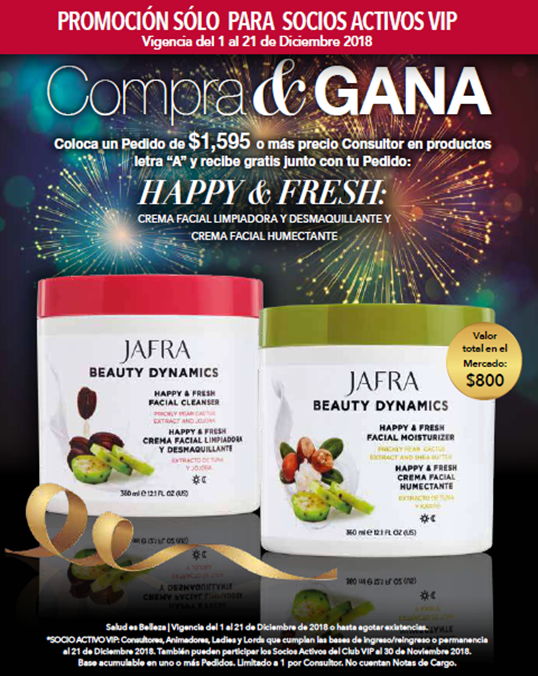 PROMOCIÓN SÓLO PARA SOCIOS ACTIVOS VIP
Vigencia del 1 al 21 de Diciembre 2018
Compra & GANA
Coloca un Pedido de $1,595 o más precio Consultor en productos
letra "A" y recibe gratis junto con tu Pedido:
HAPPY & FRESH:
CREMA FACIAL LIMPIADORA Y DESMAQUILLANTE Y
CREMA FACIAL HUMECTANTE
JAFRA
BEAUTY DYNAMICS
HAPPY & FRESH
FACIAL CLEANSER
PRICKLY PEAR CACTUS
EXTRACT AND JOJOBA
HAPPY & FRESH
CREMA FACIAL LIMPIADORA
Y DESMAQUILLANTE
EXTRACTO DE TUNA
Y JOJOBA
360 ml e 12.1 FL. OZ (US)
JAFRA
BEAUTY DYNAMICS
HAPPY & FRESH
FACIAL MOISTURIZER
PRICKLY PEAR CACTUS
EXTRACT AND SHEA BUTTER
HAPPY & FRESH
CREMA FACIAL
HUMECTANTE
EXTRACTO DE TUNA
Y KARITÉ
360 ml e 12.1 FL. OZ (US)
Valor
total en el
Mercado:
$800
Salud es Belleza | Vigencia del 1 al 21 de Diciembre de 2018 o hasta agotar existencias.
*SOCIO ACTIVO VIP: Consultores, Animadores, Ladies y Lords que cumplan las bases de ingreso/reingreso o permanencia
al 21 de Diciembre 2018. También pueden participar los Socios Activos del Club VIP al 30 de Noviembre 2018.
Base acumulable en uno o más Pedidos. Limitado a 1 por Consultor. No cuentan Notas de Cargo.